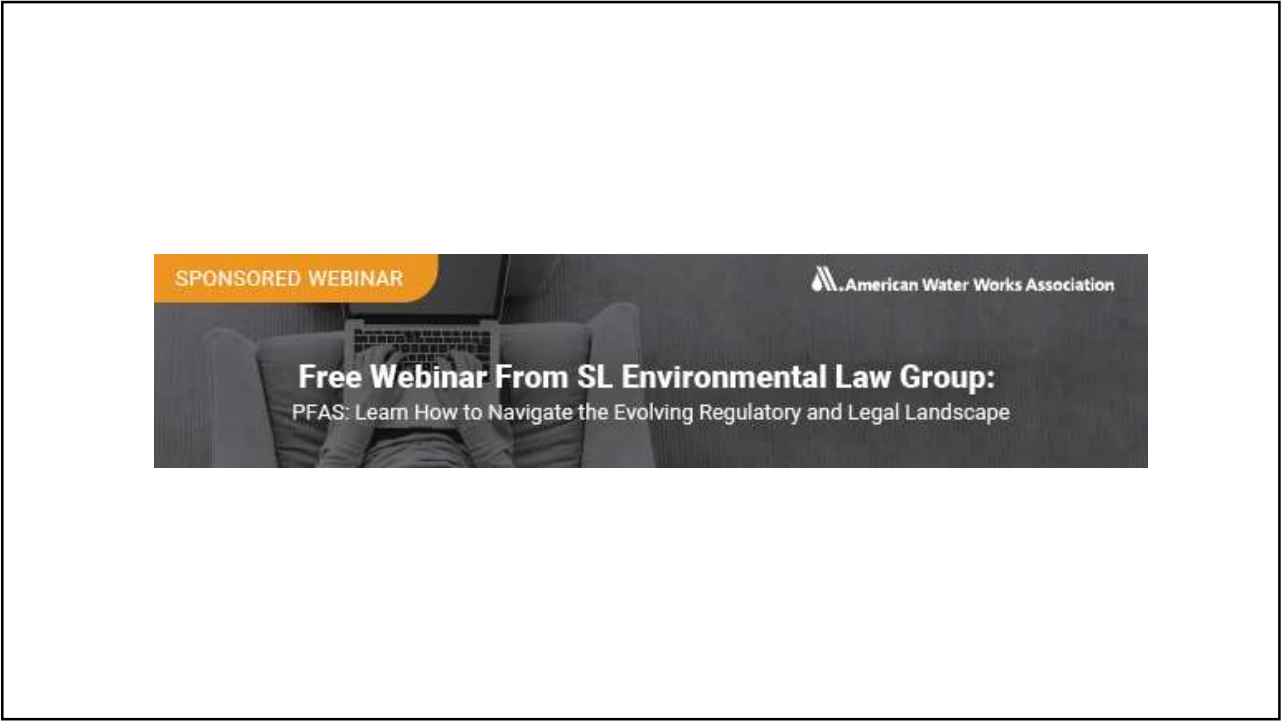 SPONSORED WEBINAR
American Water Works Association
Free Webinar From SL Environmental Law Group:
PFAS: Learn How to Navigate the Evolving Regulatory and Legal Landscape